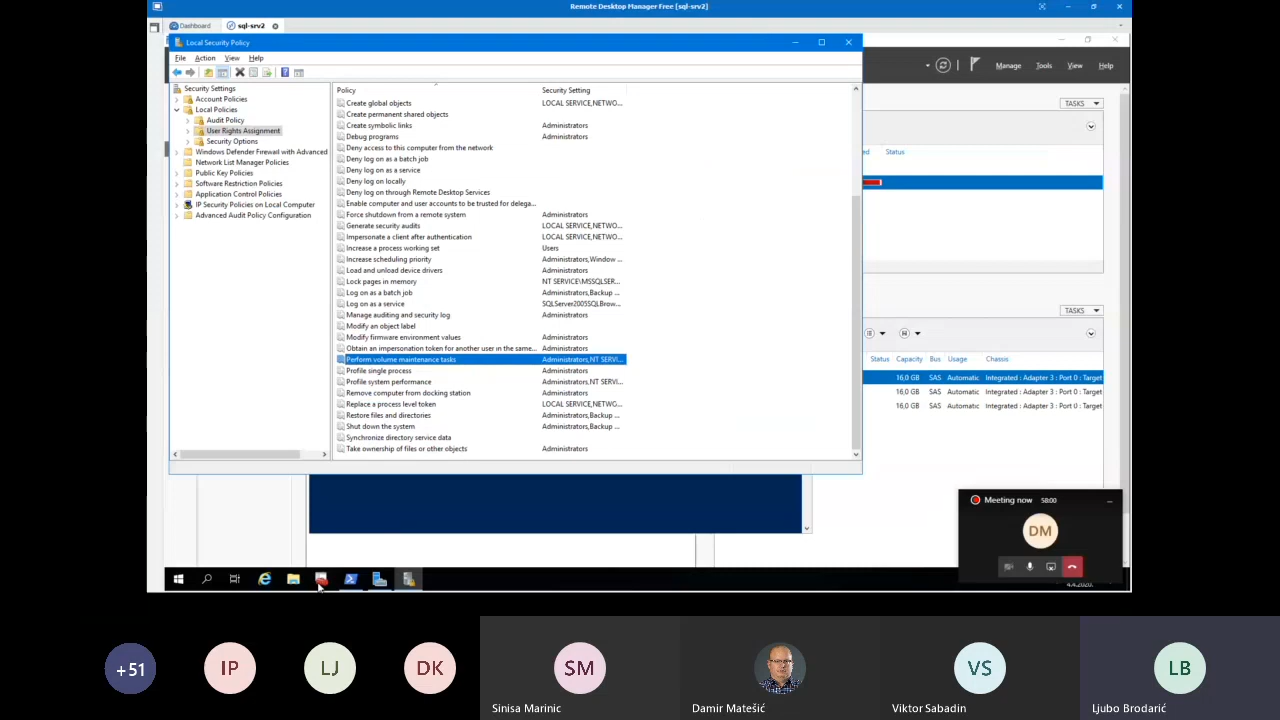 Remote Desktop Manager Free [sql-srv2]
Dashboard sql-srv2
Local Security Policy
File Action View Help
Manage Tools View Help
Security Settings
Account Policies
Local Policies
Audit Policy
User Rights Assignment
Security Options
Windows Defender Firewall with Advanced
Network List Manager Policies
Public Key Policies
Software Restriction Policies
Application Control Policies
IP Security Policies on Local Computer
Advanced Audit Policy Configuration
Policy Security Setting
Create global objects LOCAL SERVICE,NETWO...
Create permanent shared objects
Create symbolic links Administrators
Debug programs Administrators
Deny access to this computer from the network
Deny log on as a batch job
Deny log on as a service
Deny log on locally
Deny log on through Remote Desktop Services
Enable computer and user accounts to be trusted for delega...
Force shutdown from a remote system Administrators
Generate security audits LOCAL SERVICE,NETWO...
Impersonate a client after authentication LOCAL SERVICE,NETWO...
Increase a process working set Users
Increase scheduling priority Administrators,Window ...
Load and unload device drivers Administrators
Lock pages in memory NT SERVICE\MSSQLSER...
Log on as a batch job Administrators,Backup ...
Log on as a service SQLServer2005SQLBrow...
Manage auditing and security log Administrators
Modify an object label
Modify firmware environment values Administrators
Obtain an impersonation token for another user in the same... Administrators
Perform volume maintenance tasks Administrators,NT SERVI...
Profile single process Administrators
Profile system performance Administrators,NT SERVI...
Remove computer from docking station Administrators
Replace a process level token LOCAL SERVICE,NETWO...
Restore files and directories Administrators,Backup ...
Shut down the system Administrators,Backup ...
Synchronize directory service data
Take ownership of files or other objects Administrators
TASKS
ed Status
TASKS
Status Capacity Bus Usage Chassis
16,0 GB SAS Automatic Integrated : Adapter 3 : Port 0 : Target
16,0 GB SAS Automatic Integrated : Adapter 3 : Port 0 : Target
16,0 GB SAS Automatic Integrated : Adapter 3 : Port 0 : Target
Meeting now 58:00
DM
4.4.2020.
+51
IP
LJ
DK
SM
VS
LB
Sinisa Marinic
Damir Matešić
Viktor Sabadin
Ljubo Brodarić